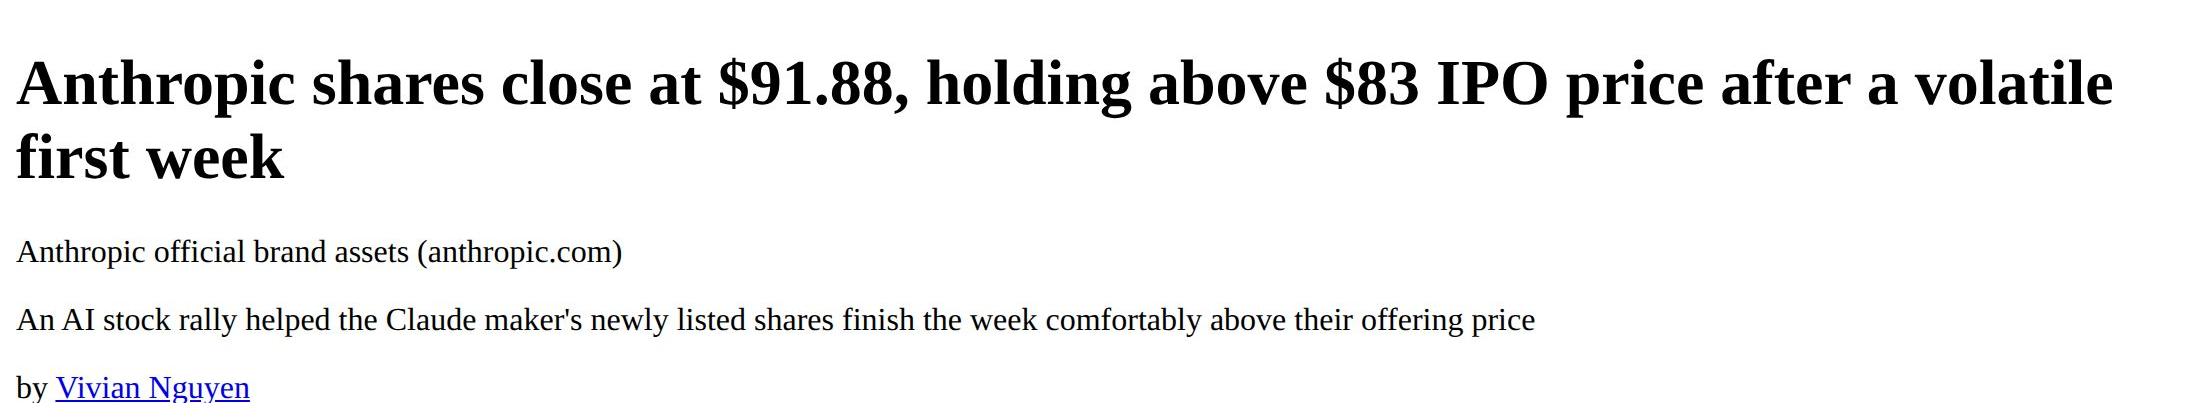 Anthropic shares close at $91.88, holding above $83 IPO price after a volatile
first week
Anthropic official brand assets (anthropic.com)
An AI stock rally helped the Claude maker's newly listed shares finish the week comfortably above their offering price
by Vivian Nguyen